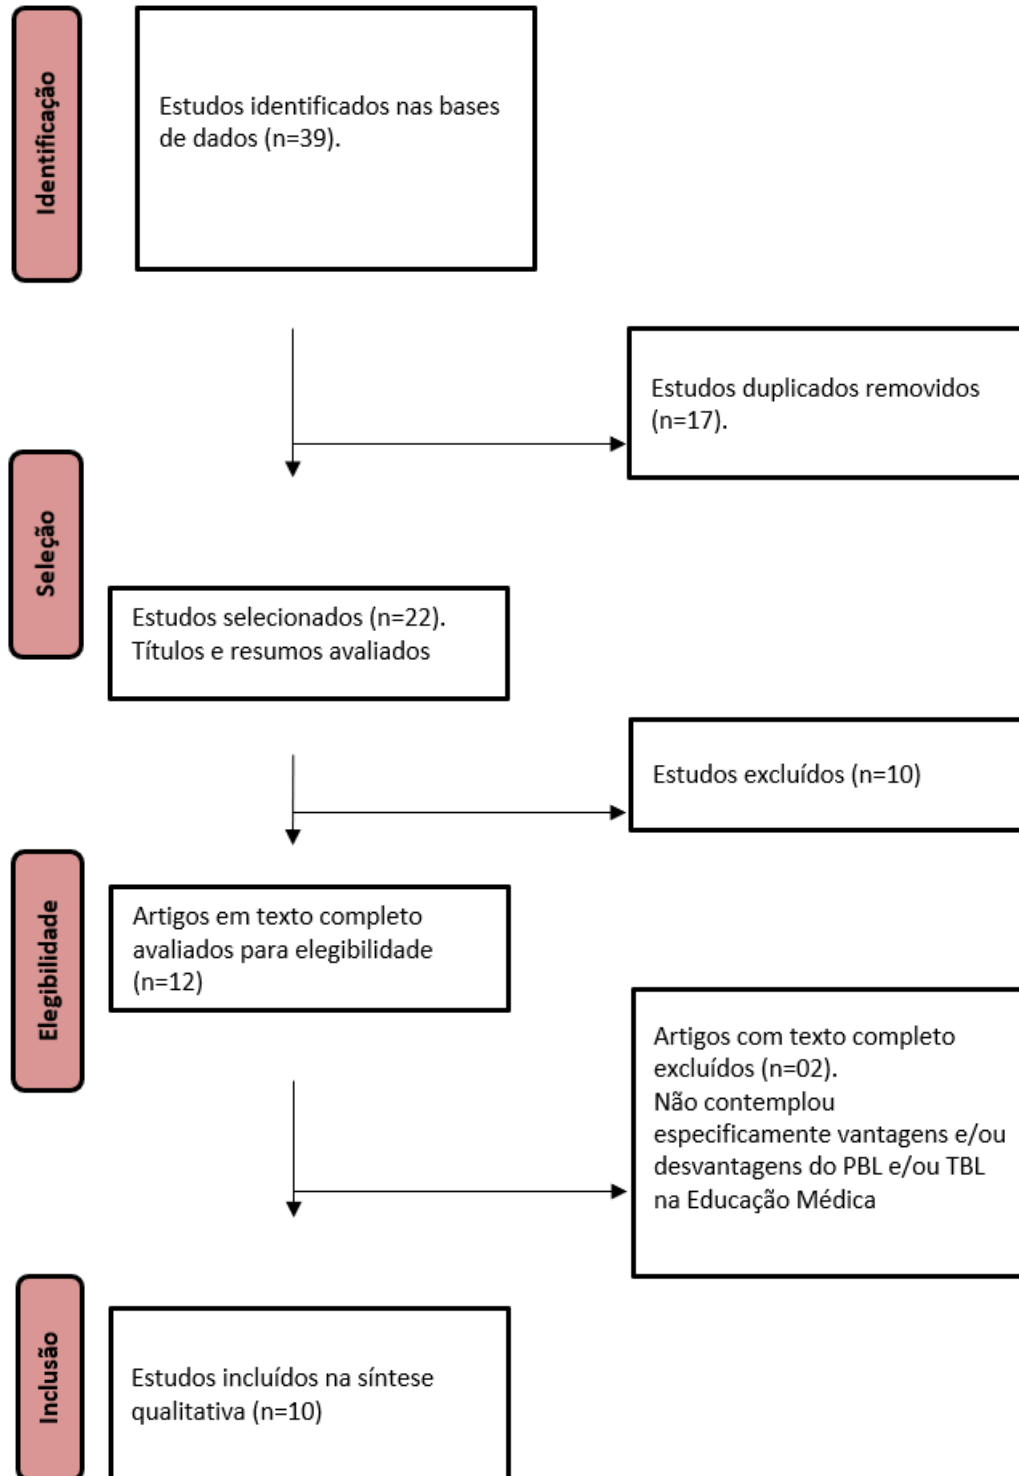 Identificação
Estudos identificados nas bases
de dados (n=39).
Estudos duplicados removidos
(n=17).
Seleção
Estudos selecionados (n=22).
Títulos e resumos avaliados
Estudos excluídos (n=10)
Elegibilidade
Artigos em texto completo
avaliados para elegibilidade
(n=12)
Artigos com texto completo
excluídos (n=02).
Não contemplou
especificamente vantagens e/ou
desvantagens do PBL e/ou TBL
na Educação Médica
Inclusão
Estudos incluídos na síntese
qualitativa (n=10)